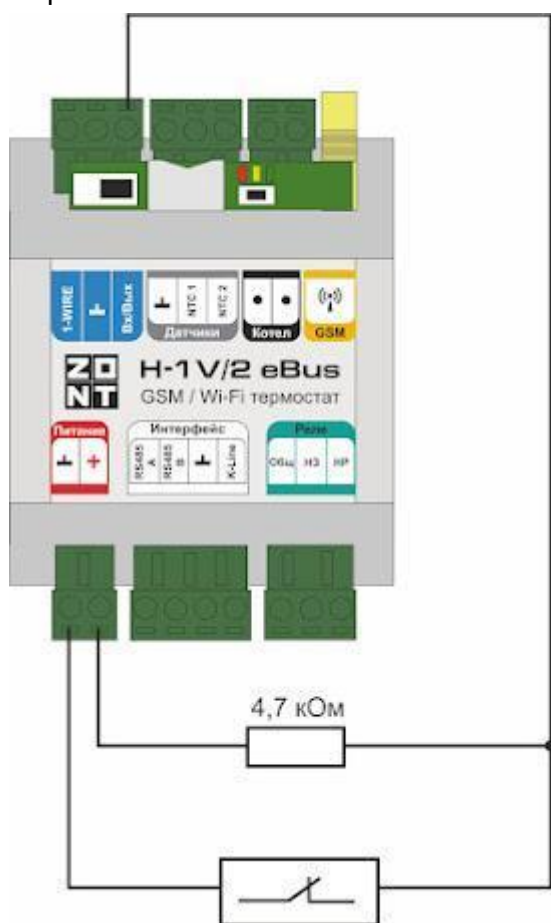 1-WIRE
Вх/Вых
NTC 1
NTC 2
Датчики
Котел
GSM
ZONT
H-1V/2 eBus
GSM / Wi-Fi термостат
Питание
+
Интерфейс
RS485 A
RS485 B
K-Line
Реле
Общ
НЗ
НР
4,7 кОм